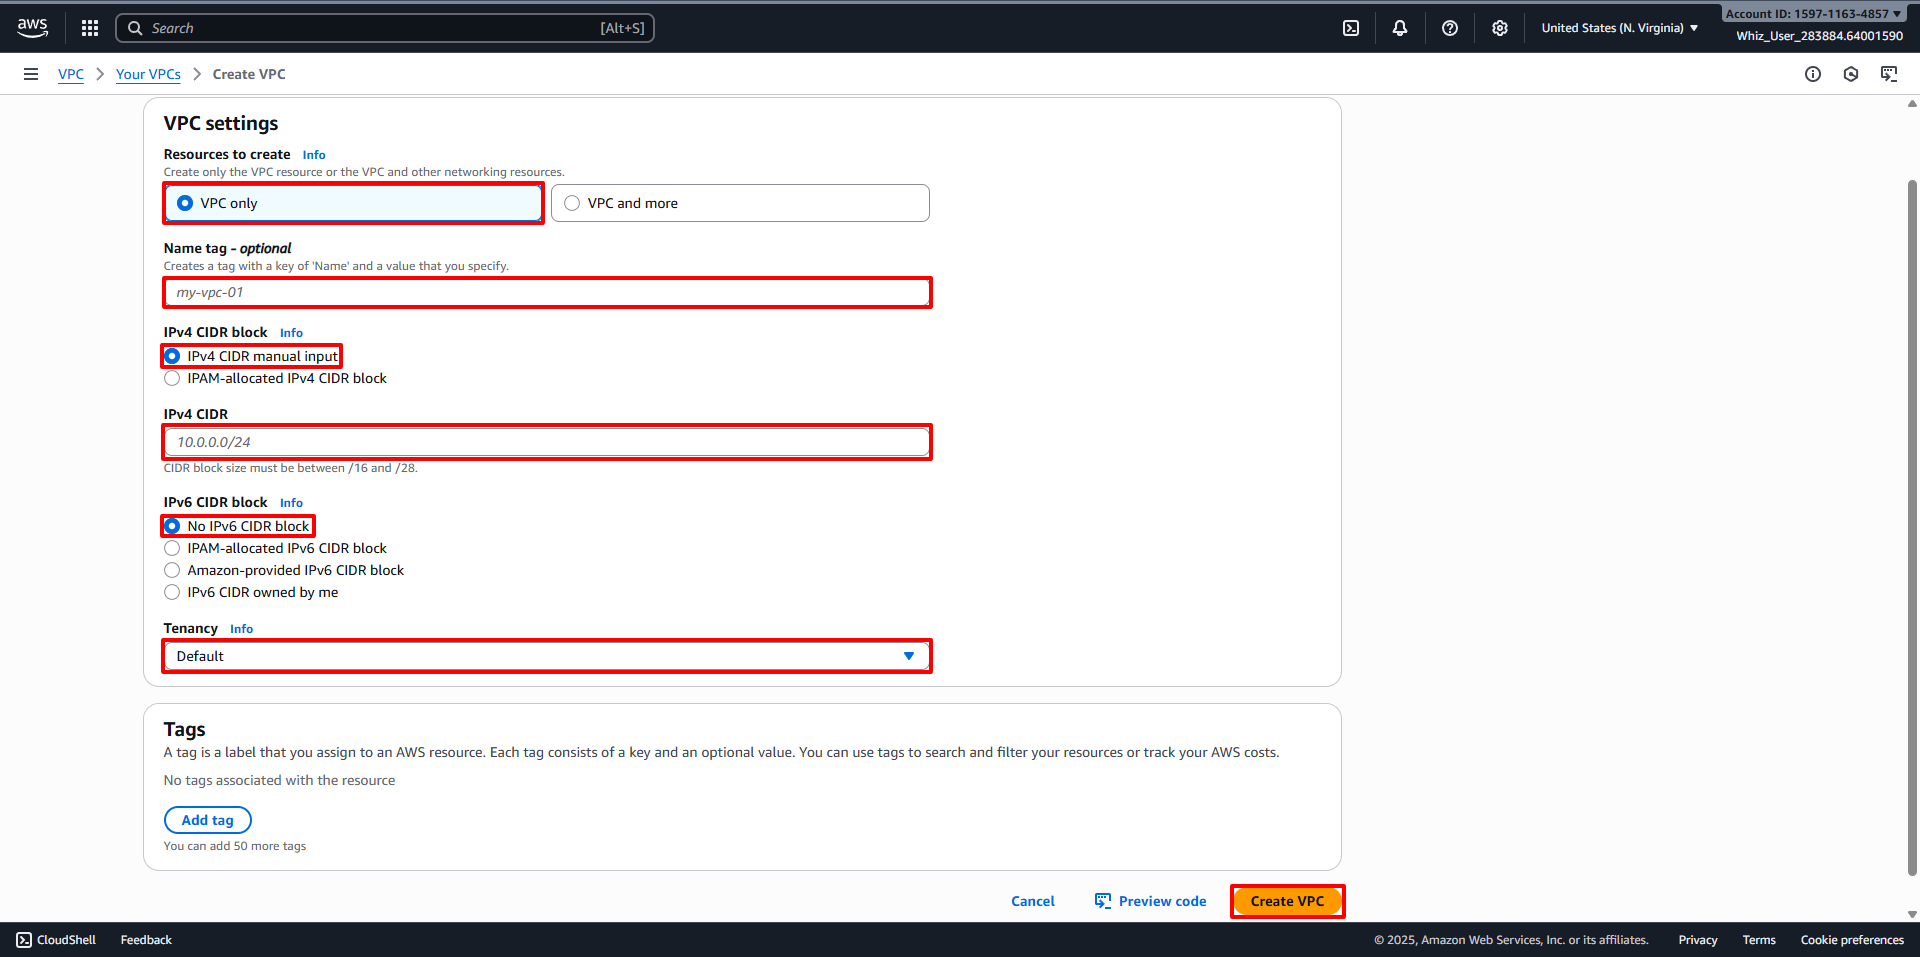 aws
Search [Alt+S]
United States (N. Virginia)
Account ID: 1597-1163-4857
Whiz_User_283884.64001590
VPC
Your VPCs
Create VPC
VPC settings
Resources to create Info
Create only the VPC resource or the VPC and other networking resources.
VPC only
VPC and more
Name tag - optional
Creates a tag with a key of 'Name' and a value that you specify.
my-vpc-01
IPv4 CIDR block Info
IPv4 CIDR manual input
IPAM-allocated IPv4 CIDR block
IPv4 CIDR
10.0.0.0/24
CIDR block size must be between /16 and /28.
IPv6 CIDR block Info
No IPv6 CIDR block
IPAM-allocated IPv6 CIDR block
Amazon-provided IPv6 CIDR block
IPv6 CIDR owned by me
Tenancy Info
Default
Tags
A tag is a label that you assign to an AWS resource. Each tag consists of a key and an optional value. You can use tags to search and filter your resources or track your AWS costs.
No tags associated with the resource
Add tag
You can add 50 more tags
Cancel
Preview code
Create VPC
CloudShell
Feedback
© 2025, Amazon Web Services, Inc. or its affiliates.
Privacy
Terms
Cookie preferences